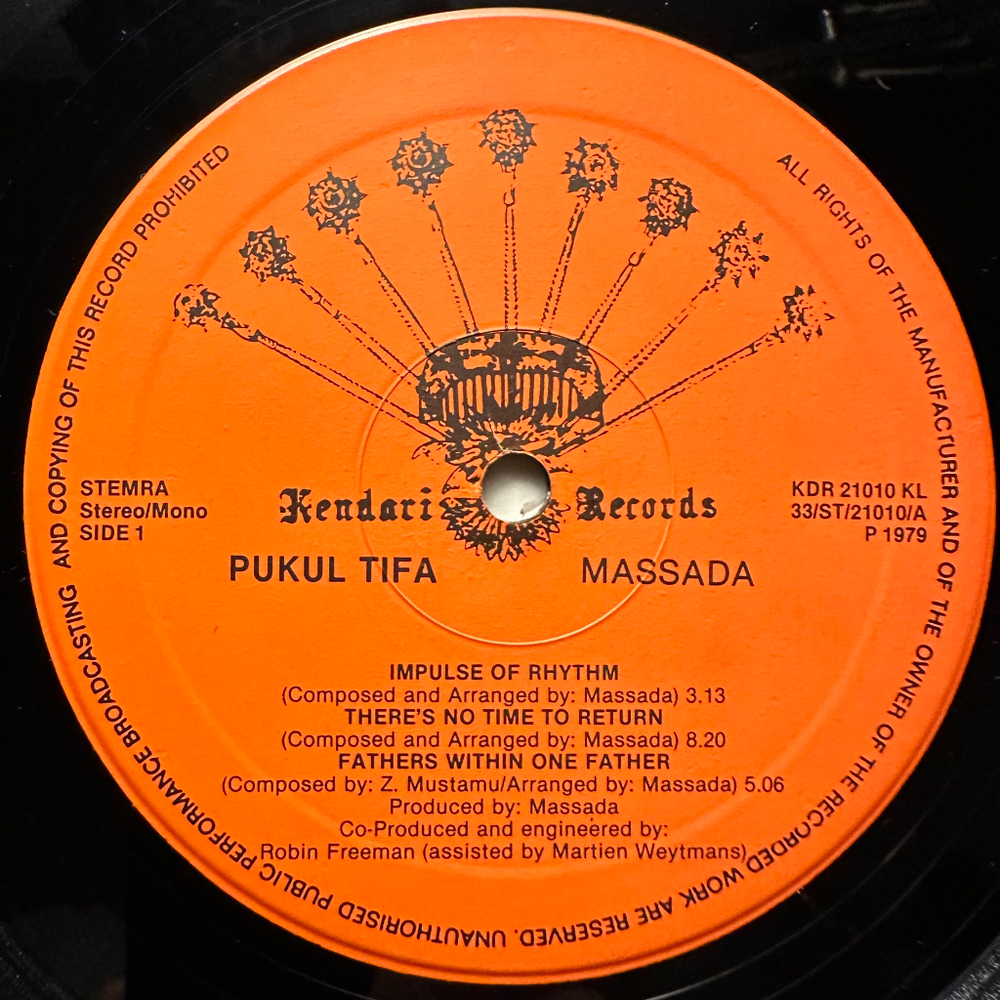 ALL RIGHTS OF THE MANUFACTURER AND OF THE OWNER OF THE RECORDED WORK ARE RESERVED. UNAUTHORISED PUBLIC PERFORMANCE BROADCASTING AND COPYING OF THIS RECORD PROHIBITED
STEMRA
Stereo/Mono
SIDE 1
Kendari Records
KDR 21010 KL
33/ST/21010/A
P 1979
PUKUL TIFA MASSADA
IMPULSE OF RHYTHM
(Composed and Arranged by: Massada) 3.13
THERE'S NO TIME TO RETURN
(Composed and Arranged by: Massada) 8.20
FATHERS WITHIN ONE FATHER
(Composed by: Z. Mustamu/Arranged by: Massada) 5.06
Produced by: Massada
Co-Produced and engineered by:
Robin Freeman (assisted by Martien Weytmans)